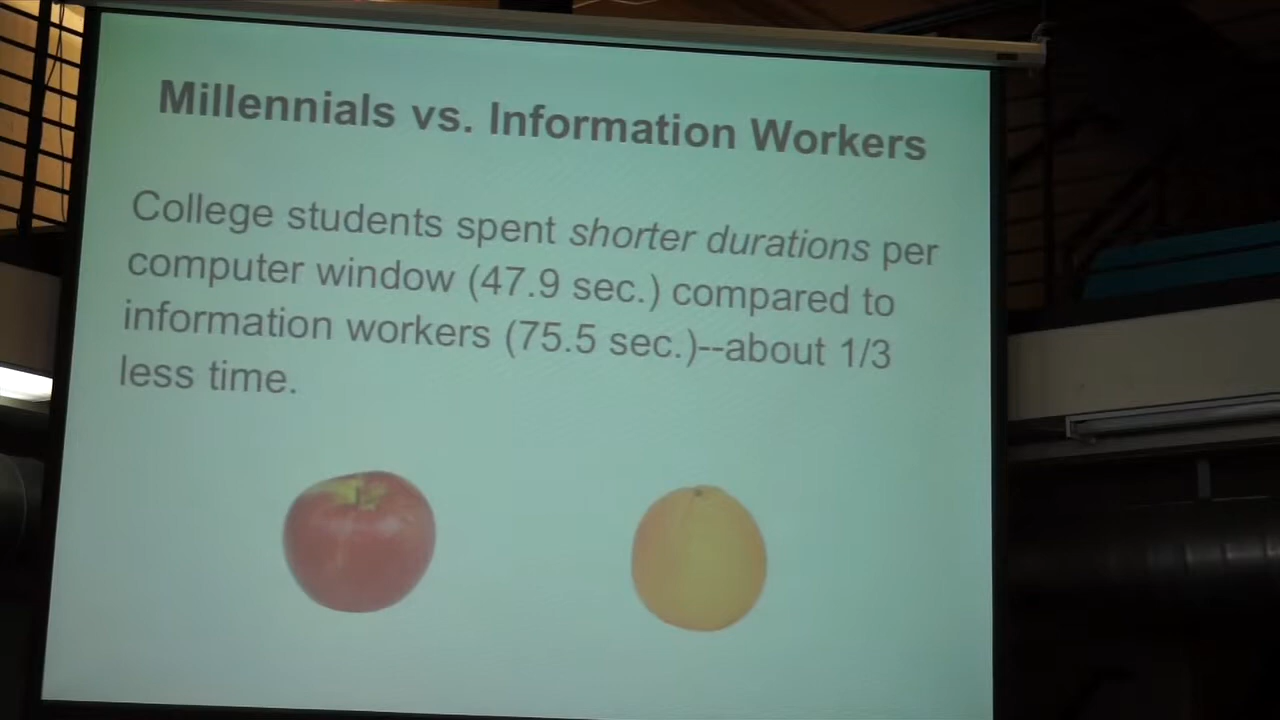 Millennials vs. Information Workers
College students spent shorter durations per
computer window (47.9 sec.) compared to
information workers (75.5 sec.)--about 1/3
less time.